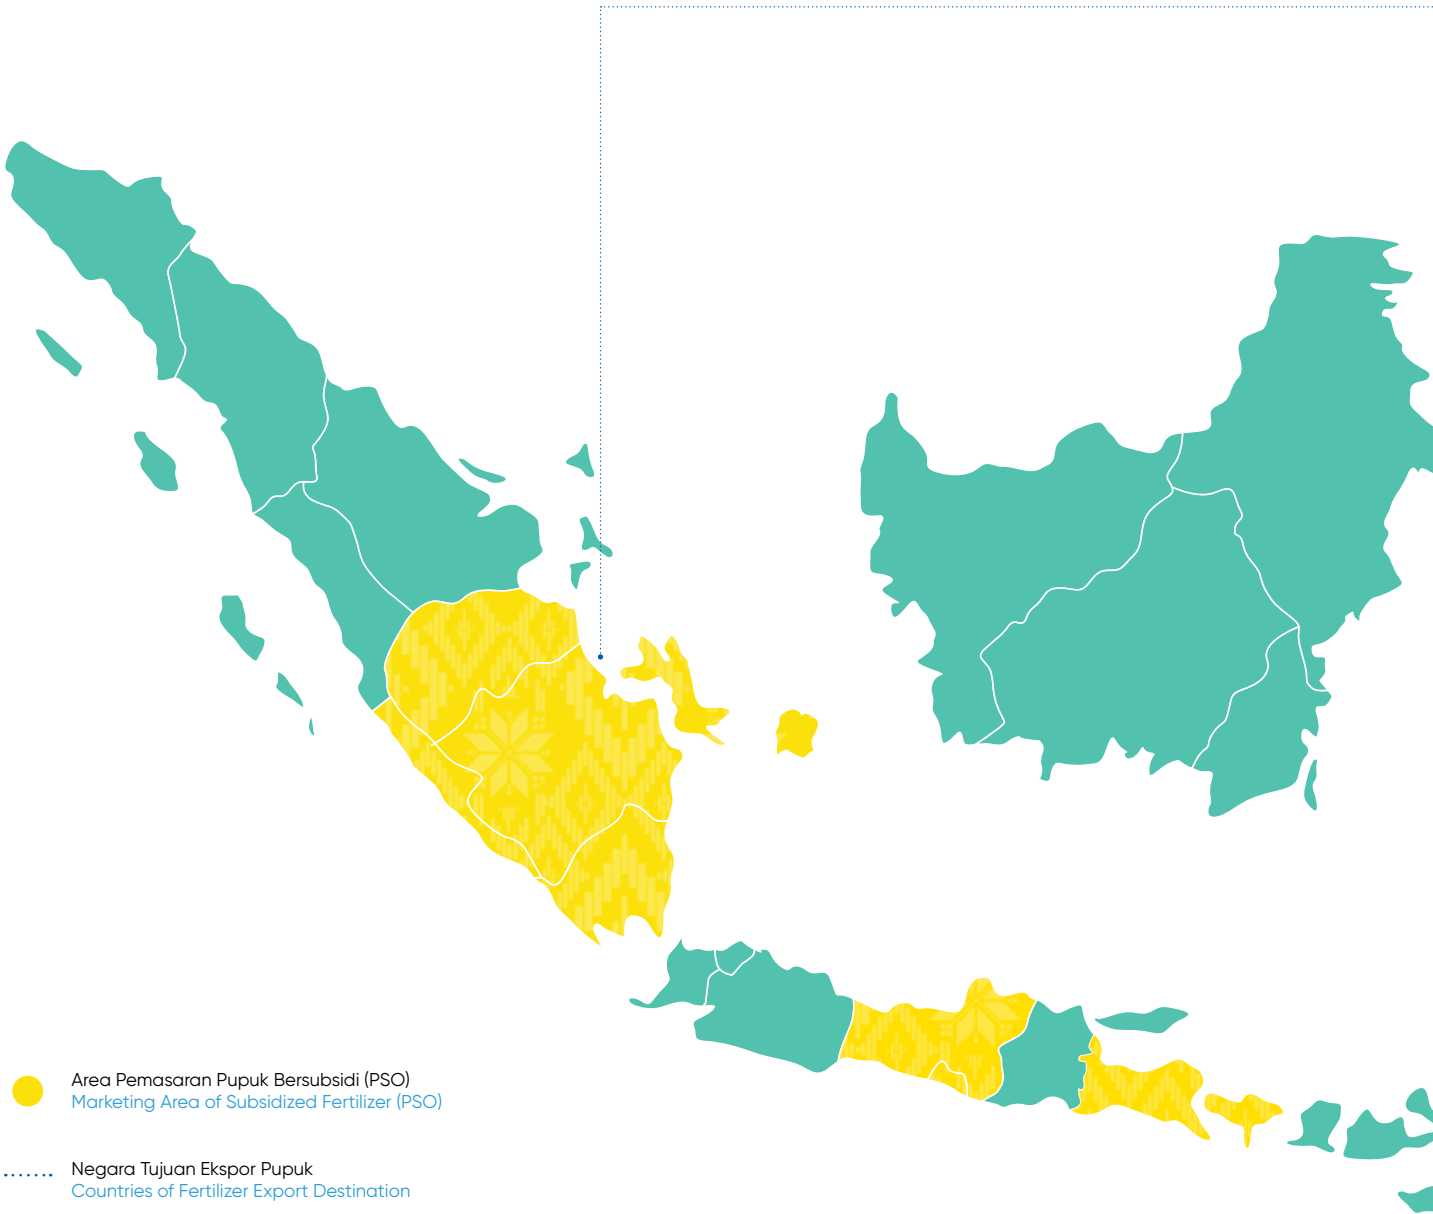 Area Pemasaran Pupuk Bersubsidi (PSO)
Marketing Area of Subsidized Fertilizer (PSO)
Negara Tujuan Ekspor Pupuk
Countries of Fertilizer Export Destination